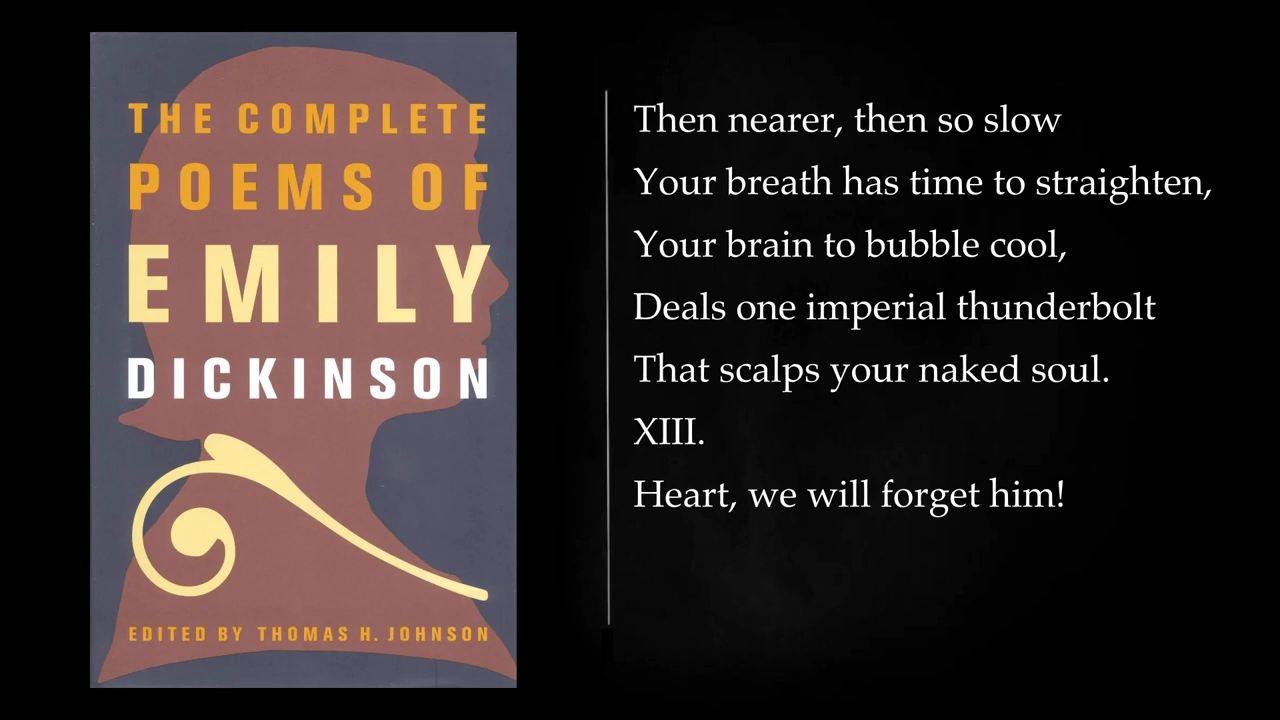 THE COMPLETE
POEMS OF
EMILY
DICKINSON
EDITED BY THOMAS H. JOHNSON
Then nearer, then so slow
Your breath has time to straighten,
Your brain to bubble cool,
Deals one imperial thunderbolt
That scalps your naked soul.
XIII.
Heart, we will forget him!